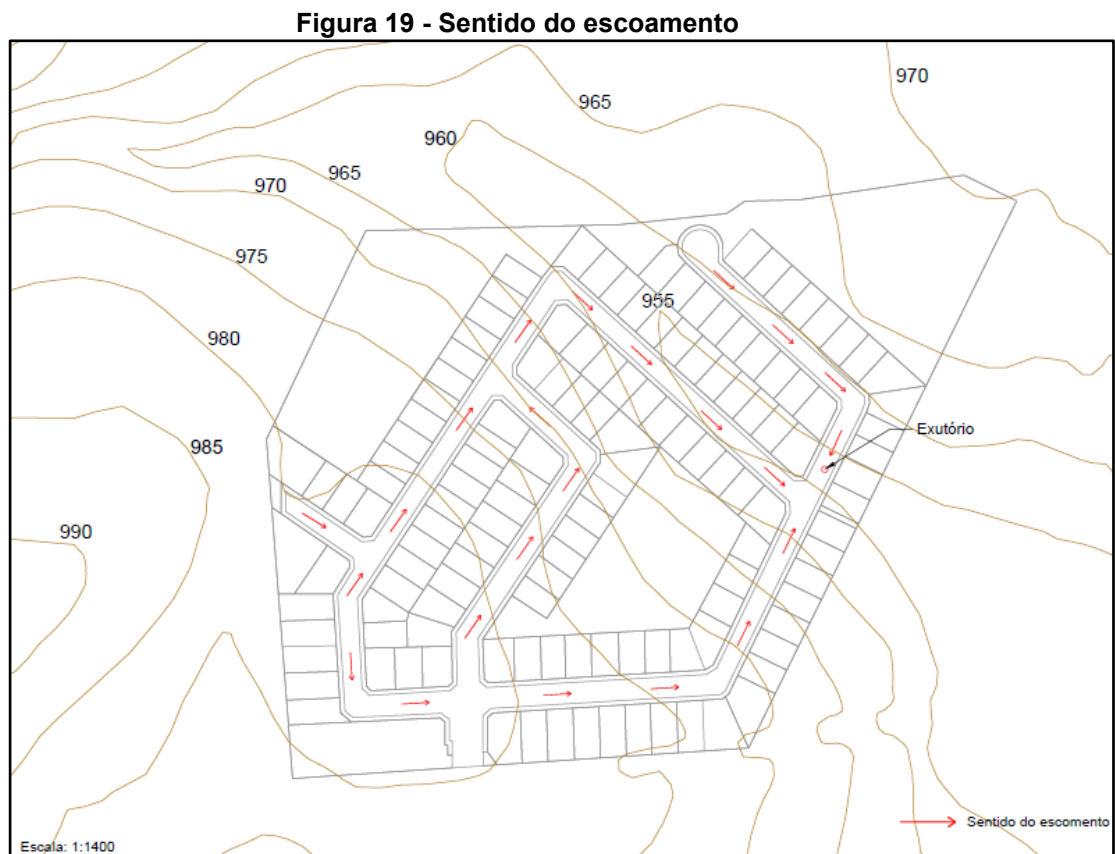 Figura 19 - Sentido do escoamento
970
965
960
965
970
975
955
980
Exutório
985
990
Sentido do escomento
Escala: 1:1400